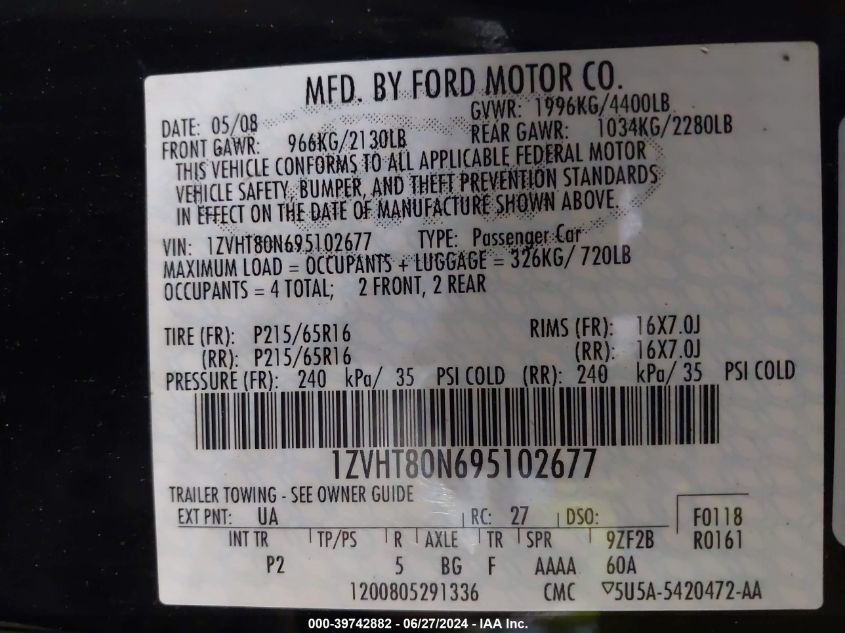 MFD. BY FORD MOTOR CO.
DATE: 05/08 GVWR: 1996KG/4400LB
FRONT GAWR: 966KG/2130LB REAR GAWR: 1034KG/2280LB
THIS VEHICLE CONFORMS TO ALL APPLICABLE FEDERAL MOTOR
VEHICLE SAFETY, BUMPER, AND THEFT PREVENTION STANDARDS
IN EFFECT ON THE DATE OF MANUFACTURE SHOWN ABOVE.
VIN: 1ZVHT80N695102677 TYPE: Passenger Car
MAXIMUM LOAD = OCCUPANTS + LUGGAGE = 326KG/ 720LB
OCCUPANTS = 4 TOTAL; 2 FRONT, 2 REAR
TIRE (FR): P215/65R16 RIMS (FR): 16X7.0J
(RR): P215/65R16 (RR): 16X7.0J
PRESSURE (FR): 240 kPa/ 35 PSI COLD (RR): 240 kPa/ 35 PSI COLD
1ZVHT80N695102677
TRAILER TOWING - SEE OWNER GUIDE
EXT PNT: UA RC: 27 DSO: F0118
INT TR TP/PS R AXLE TR SPR 9ZF2B R0161
P2 5 BG F AAAA 60A
1200805291336 CMC ▽5U5A-5420472-AA
000-39742882 - 06/27/2024 - IAA Inc.